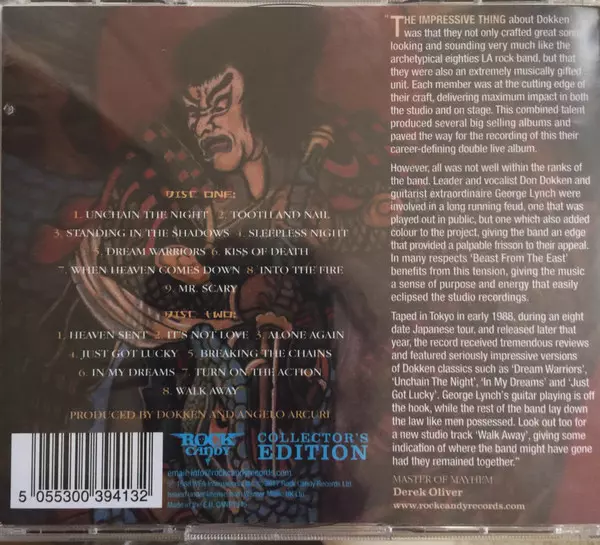 DISC ONE:
1. UNCHAIN THE NIGHT 2. TOOTH AND NAIL
3. STANDING IN THE SHADOWS 4. SLEEPLESS NIGHT
5. DREAM WARRIORS 6. KISS OF DEATH
7. WHEN HEAVEN COMES DOWN 8. INTO THE FIRE
9. MR. SCARY
DISC TWO:
1. HEAVEN SENT 2. IT'S NOT LOVE 3. ALONE AGAIN
4. JUST GOT LUCKY 5. BREAKING THE CHAINS
6. IN MY DREAMS 7. TURN ON THE ACTION
8. WALK AWAY
PRODUCED BY DOKKEN AND ANGELO ARCURI
5 055300 394132
ROCK
CANDY
COLLECTOR'S
EDITION
email: info@rockcandyrecords.com
Rock Candy Records Ltd
"THE IMPRESSIVE THING about Dokken
was that they not only crafted great songs
looking and sounding very much like the
archetypical eighties LA rock band, but that
they were also an extremely musically gifted
unit. Each member was at the cutting edge of
their craft, delivering maximum impact in both
the studio and on stage. This combined talent
produced several big selling albums and
paved the way for the recording of this their
career-defining double live album.
However, all was not well within the ranks of
the band. Leader and vocalist Don Dokken and
guitarist extraordinaire George Lynch were
involved in a long running feud, one that was
played out in public, but one which also added
colour to the project, giving the band an edge
that provided a palpable frisson to their appeal.
In many respects 'Beast From The East'
benefits from this tension, giving the music
a sense of purpose and energy that easily
eclipsed the studio recordings.
Taped in Tokyo in early 1988, during an eight
date Japanese tour, and released later that
year, the record received tremendous reviews
and featured seriously impressive versions
of Dokken classics such as 'Dream Warriors',
'Unchain The Night', 'In My Dreams' and 'Just
Got Lucky'. George Lynch's guitar playing is off
the hook, while the rest of the band lay down
the law like men possessed. Look out too for
a new studio track 'Walk Away', giving some
indication of where the band might have gone
had they remained together."
MASTER OF MAYHEM
Derek Oliver
www.rockcandyrecords.com